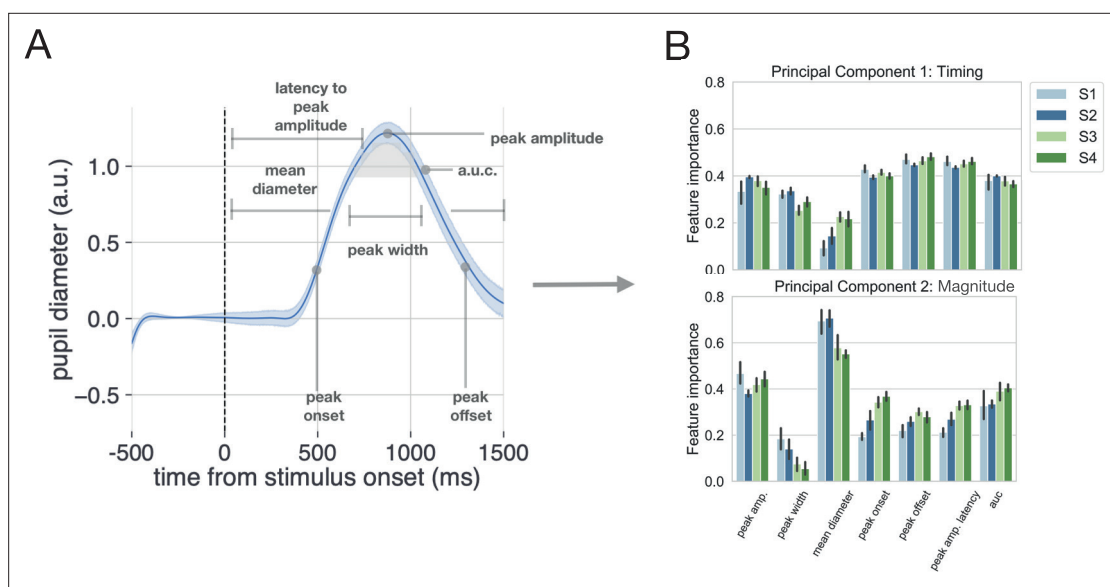 A
latency to
peak
amplitude
peak amplitude
mean
diameter
a.u.c.
peak width
peak
onset
peak
offset
pupil diameter (a.u.)
1.0
0.5
0.0
−0.5
-500
0
500
1000
1500
time from stimulus onset (ms)
B
Principal Component 1: Timing
Feature importance
0.8
0.6
0.4
0.2
0.0
S1
S2
S3
S4
Principal Component 2: Magnitude
Feature importance
0.8
0.6
0.4
0.2
0.0
peak amp.
peak width
mean diameter
peak onset
peak offset
peak amp. latency
auc